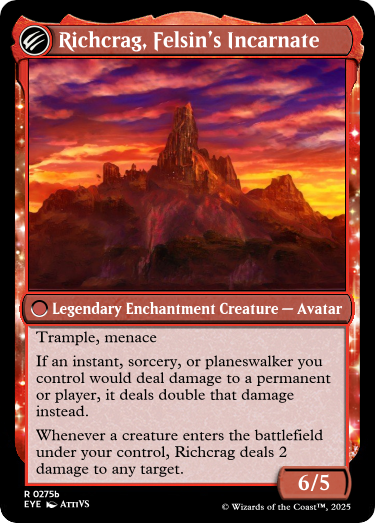 Richcrag, Felsin's Incarnate
Legendary Enchantment Creature — Avatar
Trample, menace
If an instant, sorcery, or planeswalker you
control would deal damage to a permanent
or player, it deals double that damage
instead.
Whenever a creature enters the battlefield
under your control, Richcrag deals 2
damage to any target.
6/5
R 0275b
EYE AttiVS
© Wizards of the Coast™, 2025